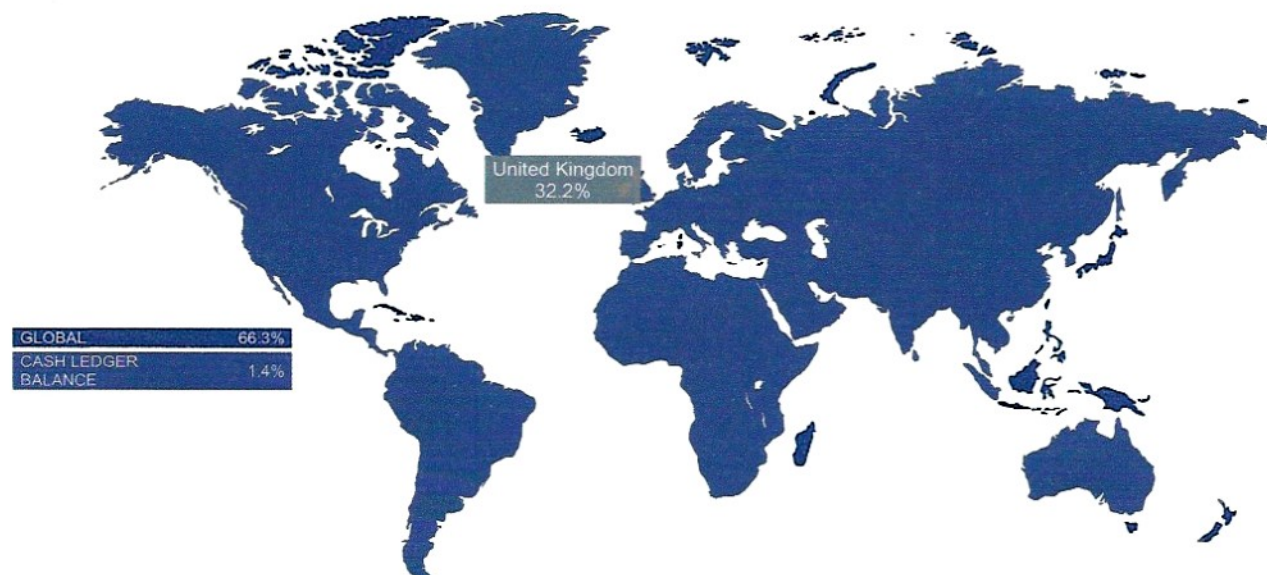 United Kingdom
32.2%
GLOBAL 66.3%
CASH LEDGER 1.4%
BALANCE